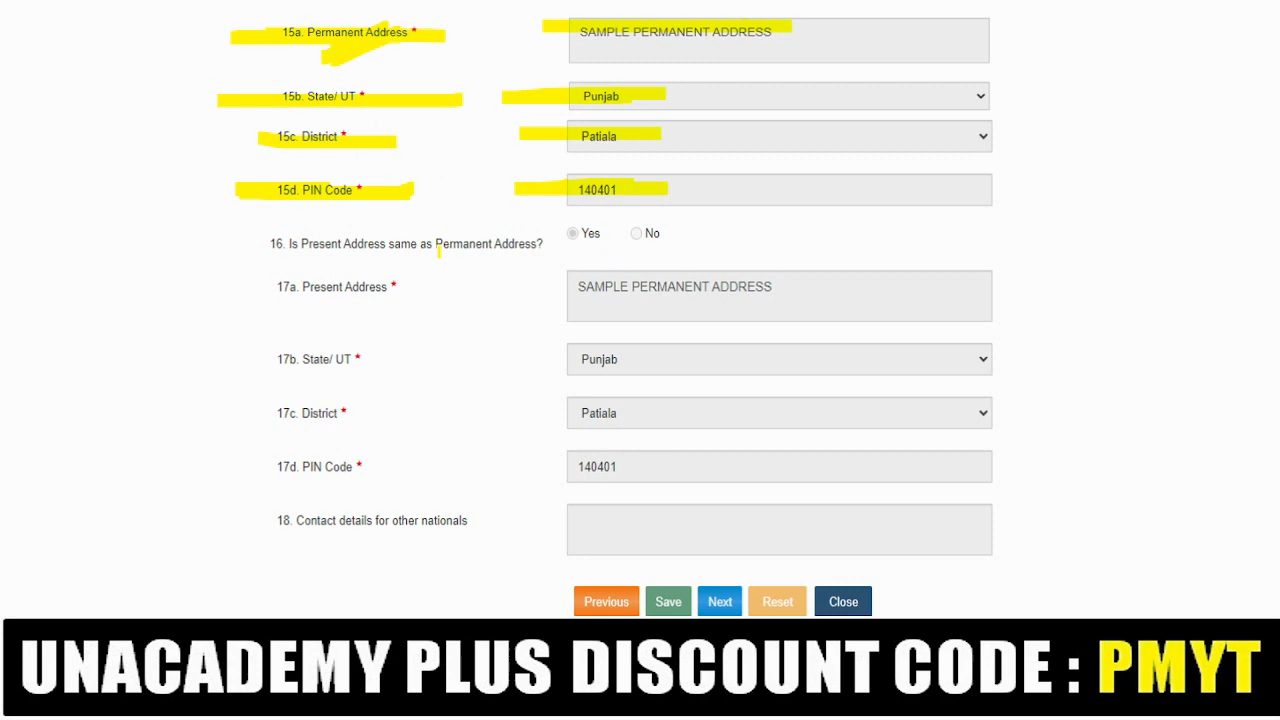 15a. Permanent Address * SAMPLE PERMANENT ADDRESS
15b. State/ UT * Punjab
15c. District * Patiala
15d. PIN Code * 140401
16. Is Present Address same as Permanent Address? Yes No
17a. Present Address * SAMPLE PERMANENT ADDRESS
17b. State/ UT * Punjab
17c. District * Patiala
17d. PIN Code * 140401
18. Contact details for other nationals
Previous Save Next Reset Close
UNACADEMY PLUS DISCOUNT CODE : PMYT